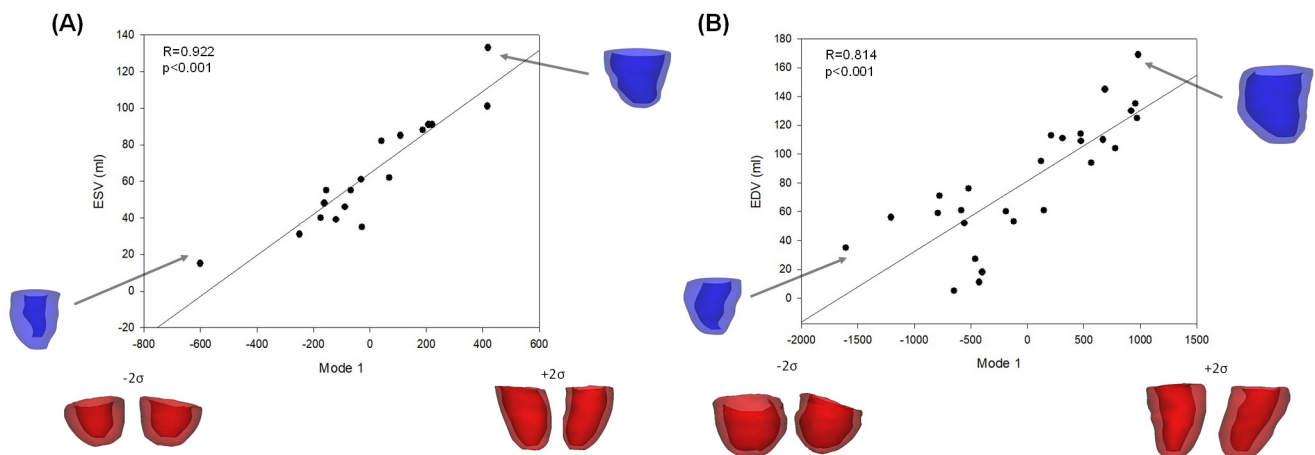 (A)
R=0.922
p<0.001
ESV (ml)
140
120
100
80
60
40
20
0
-20
-800
-600
-400
-200
0
200
400
600
Mode 1
-2σ
+2σ
(B)
R=0.814
p<0.001
EDV (ml)
180
160
140
120
100
80
60
40
20
0
-2000
-1500
-1000
-500
0
500
1000
1500
Mode 1
-2σ
+2σ